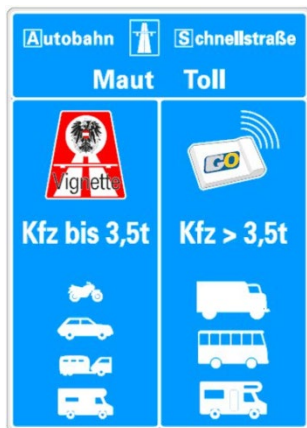 Autobahn Schnellstraße
Maut Toll
Vignette
GO
Kfz bis 3,5t
Kfz > 3,5t